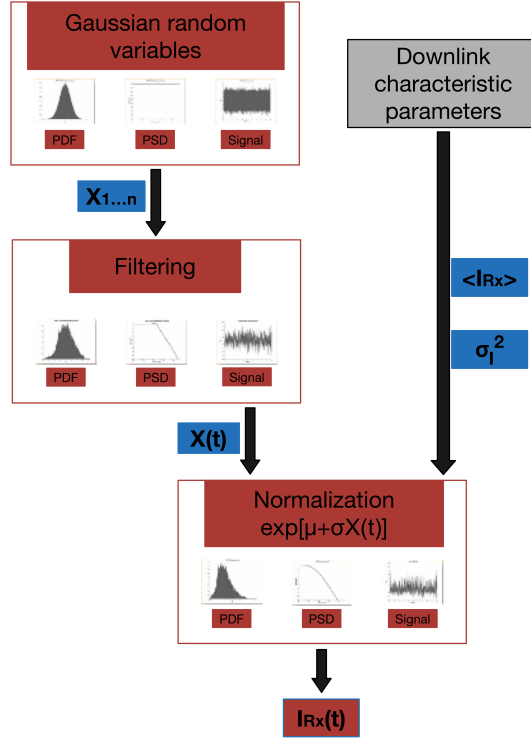 Gaussian random
variables
PDF
PSD
Signal
Downlink
characteristic
parameters
X1...n
Filtering
PDF
PSD
Signal
<IRx>
σI2
X(t)
Normalization
exp[μ+σX(t)]
PDF
PSD
Signal
IRx(t)